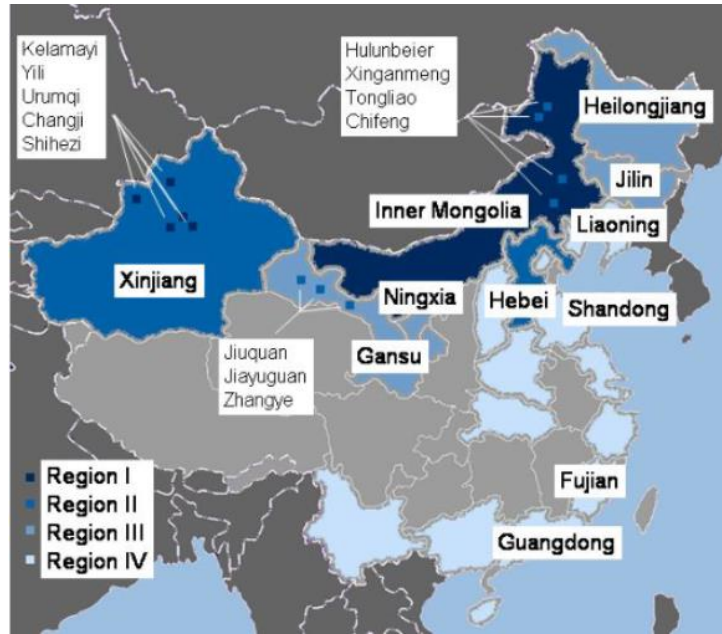 Kelamayi
Yili
Urumqi
Changji
Shihezi
Hulunbeier
Xinganmeng
Tongliao
Chifeng
Heilongjiang
Jilin
Inner Mongolia
Liaoning
Xinjiang
Ningxia
Hebei
Shandong
Gansu
Jiuquan
Jiayuguan
Zhangye
Region I
Region II
Region III
Region IV
Fujian
Guangdong